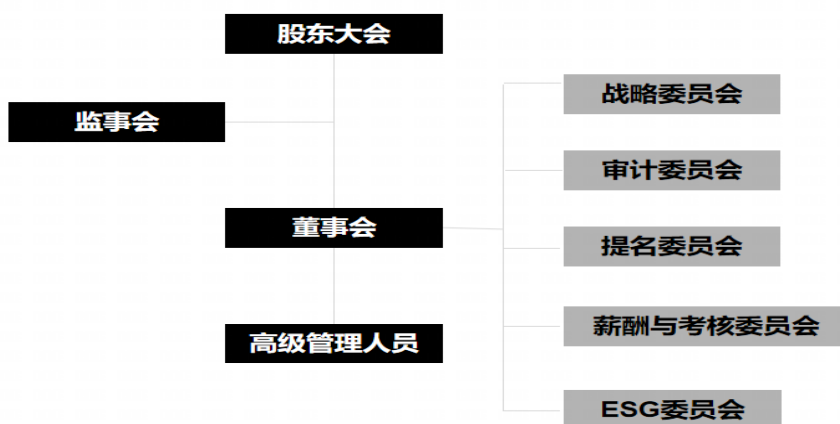 股东大会
监事会
董事会
高级管理人员
战略委员会
审计委员会
提名委员会
薪酬与考核委员会
ESG委员会